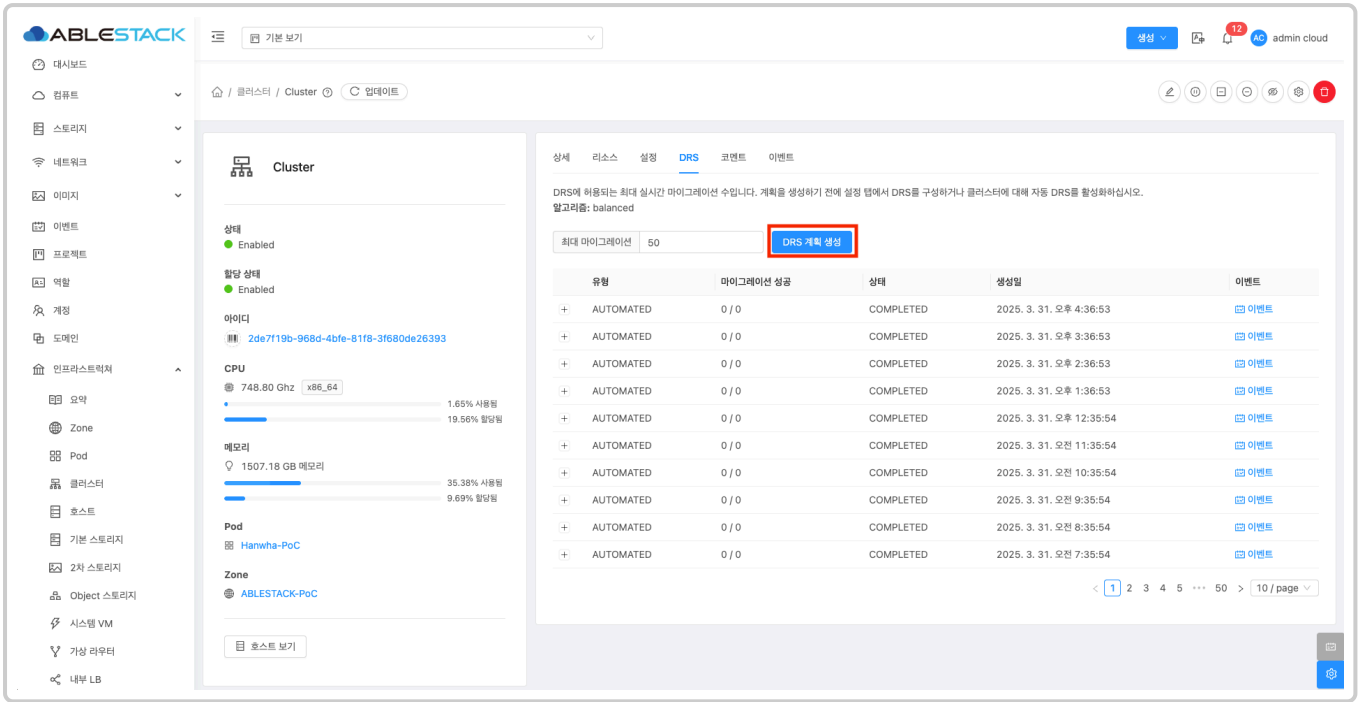 ABLESTACK
기본 보기
생성
12
AC
admin cloud
대시보드
컴퓨트
스토리지
네트워크
이미지
이벤트
프로젝트
역할
계정
도메인
인프라스트럭쳐
요약
Zone
Pod
클러스터
호스트
기본 스토리지
2차 스토리지
Object 스토리지
시스템 VM
가상 라우터
내부 LB
/ 클러스터 / Cluster 업데이트
Cluster
상태
Enabled
할당 상태
Enabled
아이디
2de7f19b-968d-4bfe-81f8-3f680de26393
CPU
748.80 Ghz x86_64
1.65% 사용됨
19.56% 할당됨
메모리
1507.18 GB 메모리
35.38% 사용됨
9.69% 할당됨
Pod
Hanwha-PoC
Zone
ABLESTACK-PoC
호스트 보기
상세 리소스 설정 DRS 코멘트 이벤트
DRS에 허용되는 최대 실시간 마이그레이션 수입니다. 계획을 생성하기 전에 설정 탭에서 DRS를 구성하거나 클러스터에 대해 자동 DRS를 활성화하십시오.
알고리즘: balanced
최대 마이그레이션 50 DRS 계획 생성
유형 마이그레이션 성공 상태 생성일 이벤트
+ AUTOMATED 0 / 0 COMPLETED 2025. 3. 31. 오후 4:36:53 이벤트
+ AUTOMATED 0 / 0 COMPLETED 2025. 3. 31. 오후 3:36:53 이벤트
+ AUTOMATED 0 / 0 COMPLETED 2025. 3. 31. 오후 2:36:53 이벤트
+ AUTOMATED 0 / 0 COMPLETED 2025. 3. 31. 오후 1:36:53 이벤트
+ AUTOMATED 0 / 0 COMPLETED 2025. 3. 31. 오후 12:35:54 이벤트
+ AUTOMATED 0 / 0 COMPLETED 2025. 3. 31. 오전 11:35:54 이벤트
+ AUTOMATED 0 / 0 COMPLETED 2025. 3. 31. 오전 10:35:54 이벤트
+ AUTOMATED 0 / 0 COMPLETED 2025. 3. 31. 오전 9:35:54 이벤트
+ AUTOMATED 0 / 0 COMPLETED 2025. 3. 31. 오전 8:35:54 이벤트
+ AUTOMATED 0 / 0 COMPLETED 2025. 3. 31. 오전 7:35:54 이벤트
< 1 2 3 4 5 ••• 50 > 10 / page